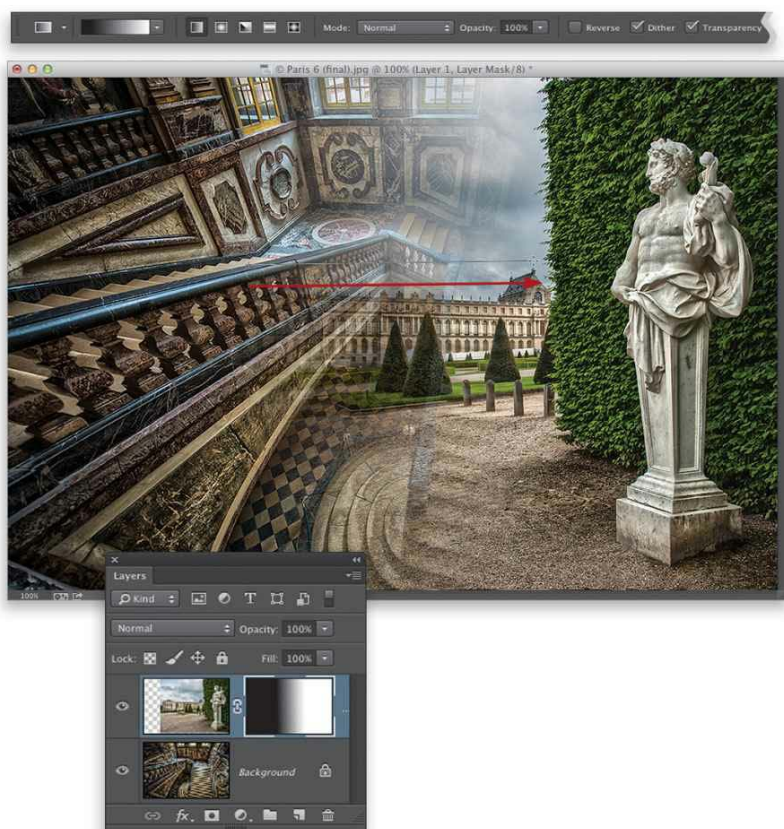 Mode: Normal Opacity: 100% Reverse Dither Transparency
© Paris 6 (final).jpg @ 100% (Layer 1, Layer Mask/8) *
100%
Layers
Kind T
Normal Opacity: 100%
Lock: Fill: 100%
Background
fx.